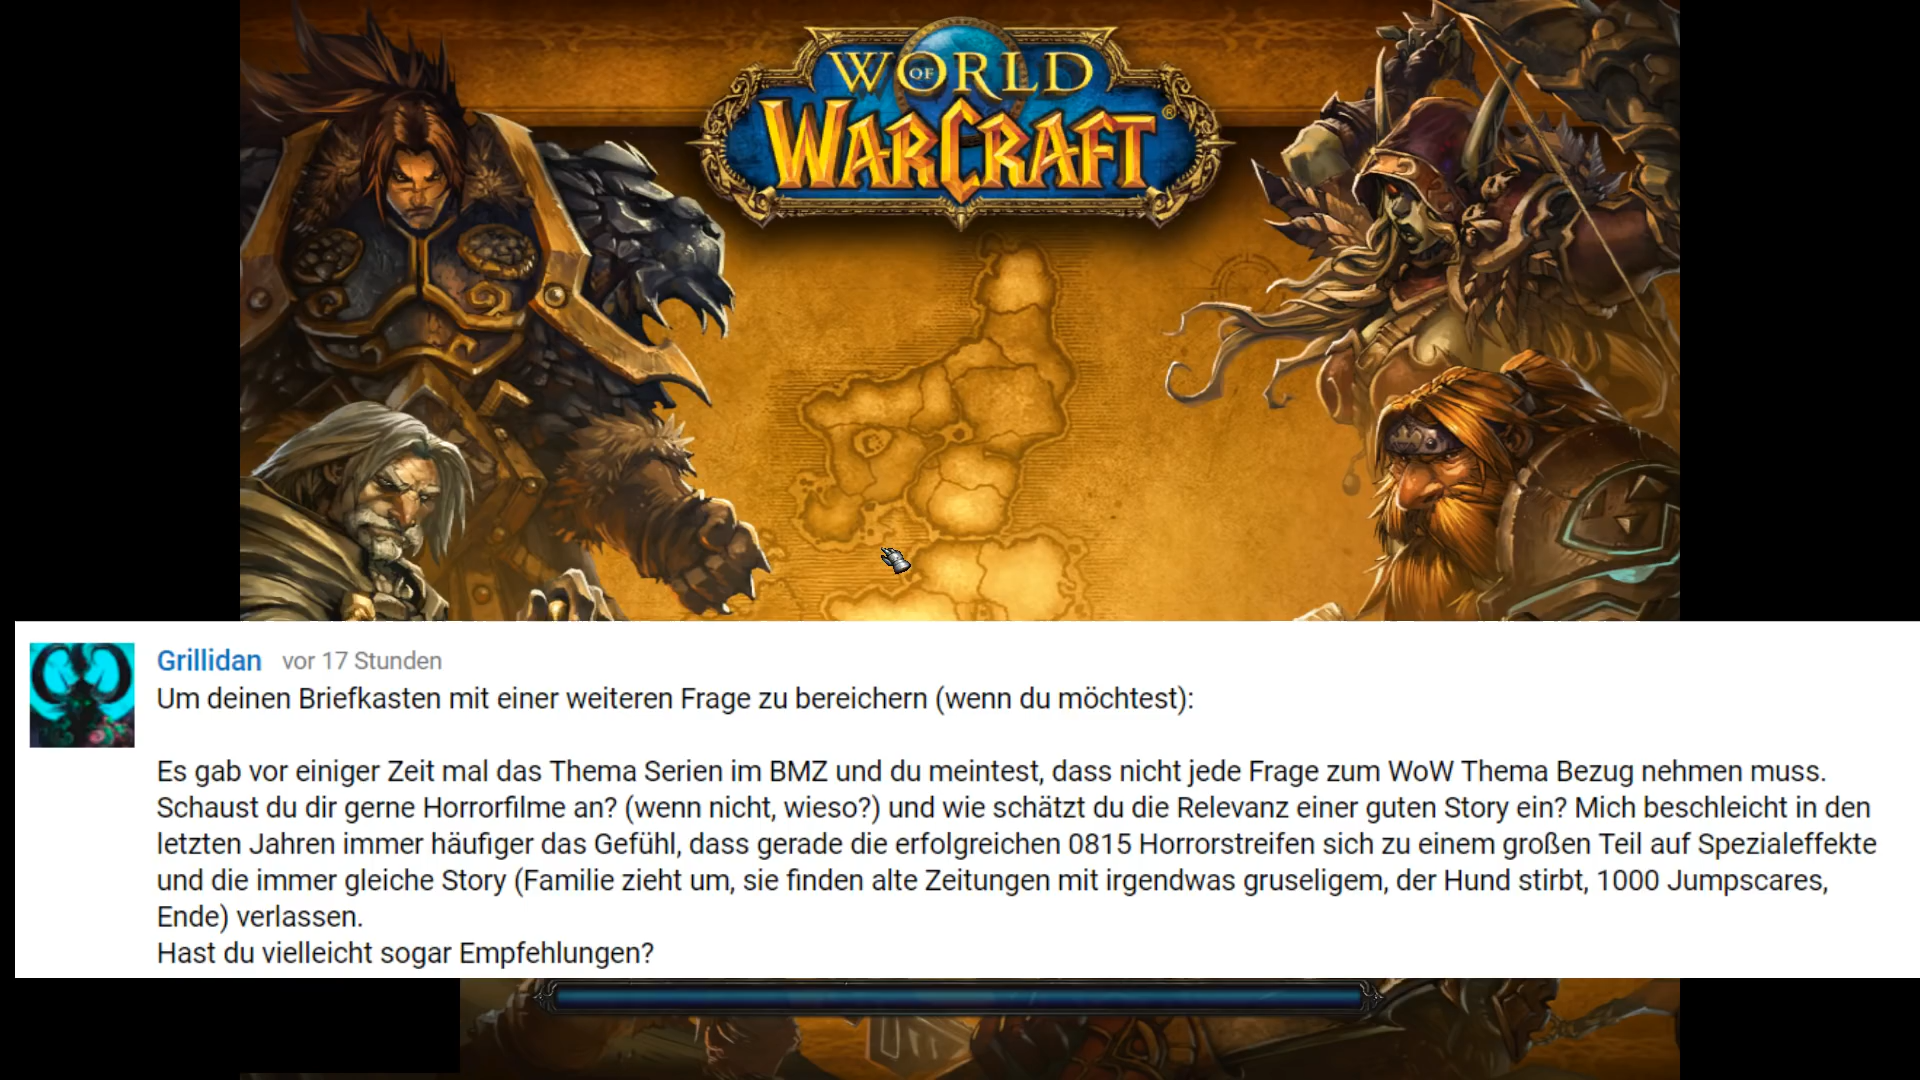 WORLD OF
WARCRAFT®
Grillidan vor 17 Stunden
Um deinen Briefkasten mit einer weiteren Frage zu bereichern (wenn du möchtest):
Es gab vor einiger Zeit mal das Thema Serien im BMZ und du meintest, dass nicht jede Frage zum WoW Thema Bezug nehmen muss.
Schaust du dir gerne Horrorfilme an? (wenn nicht, wieso?) und wie schätzt du die Relevanz einer guten Story ein? Mich beschleicht in den
letzten Jahren immer häufiger das Gefühl, dass gerade die erfolgreichen 0815 Horrorstreifen sich zu einem großen Teil auf Spezialeffekte
und die immer gleiche Story (Familie zieht um, sie finden alte Zeitungen mit irgendwas gruseligem, der Hund stirbt, 1000 Jumpscares,
Ende) verlassen.
Hast du vielleicht sogar Empfehlungen?